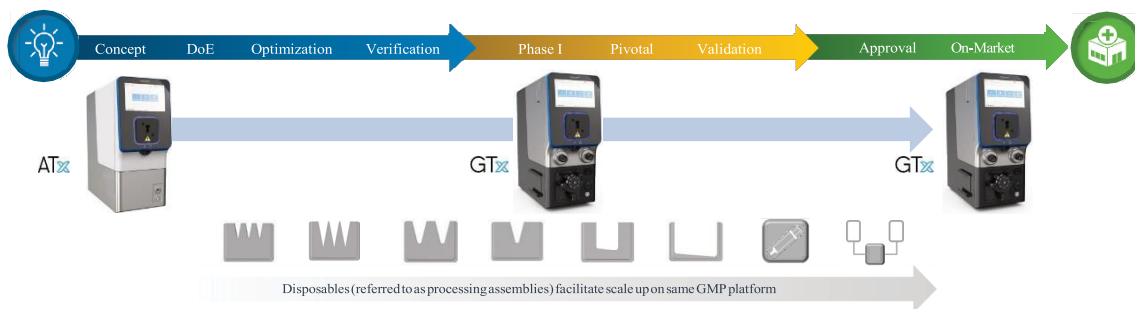 Concept DoE Optimization Verification Phase I Pivotal Validation Approval On-Market
ATx
GTx
GTx
Disposables (referred to as processing assemblies) facilitate scale up on same GMP platform